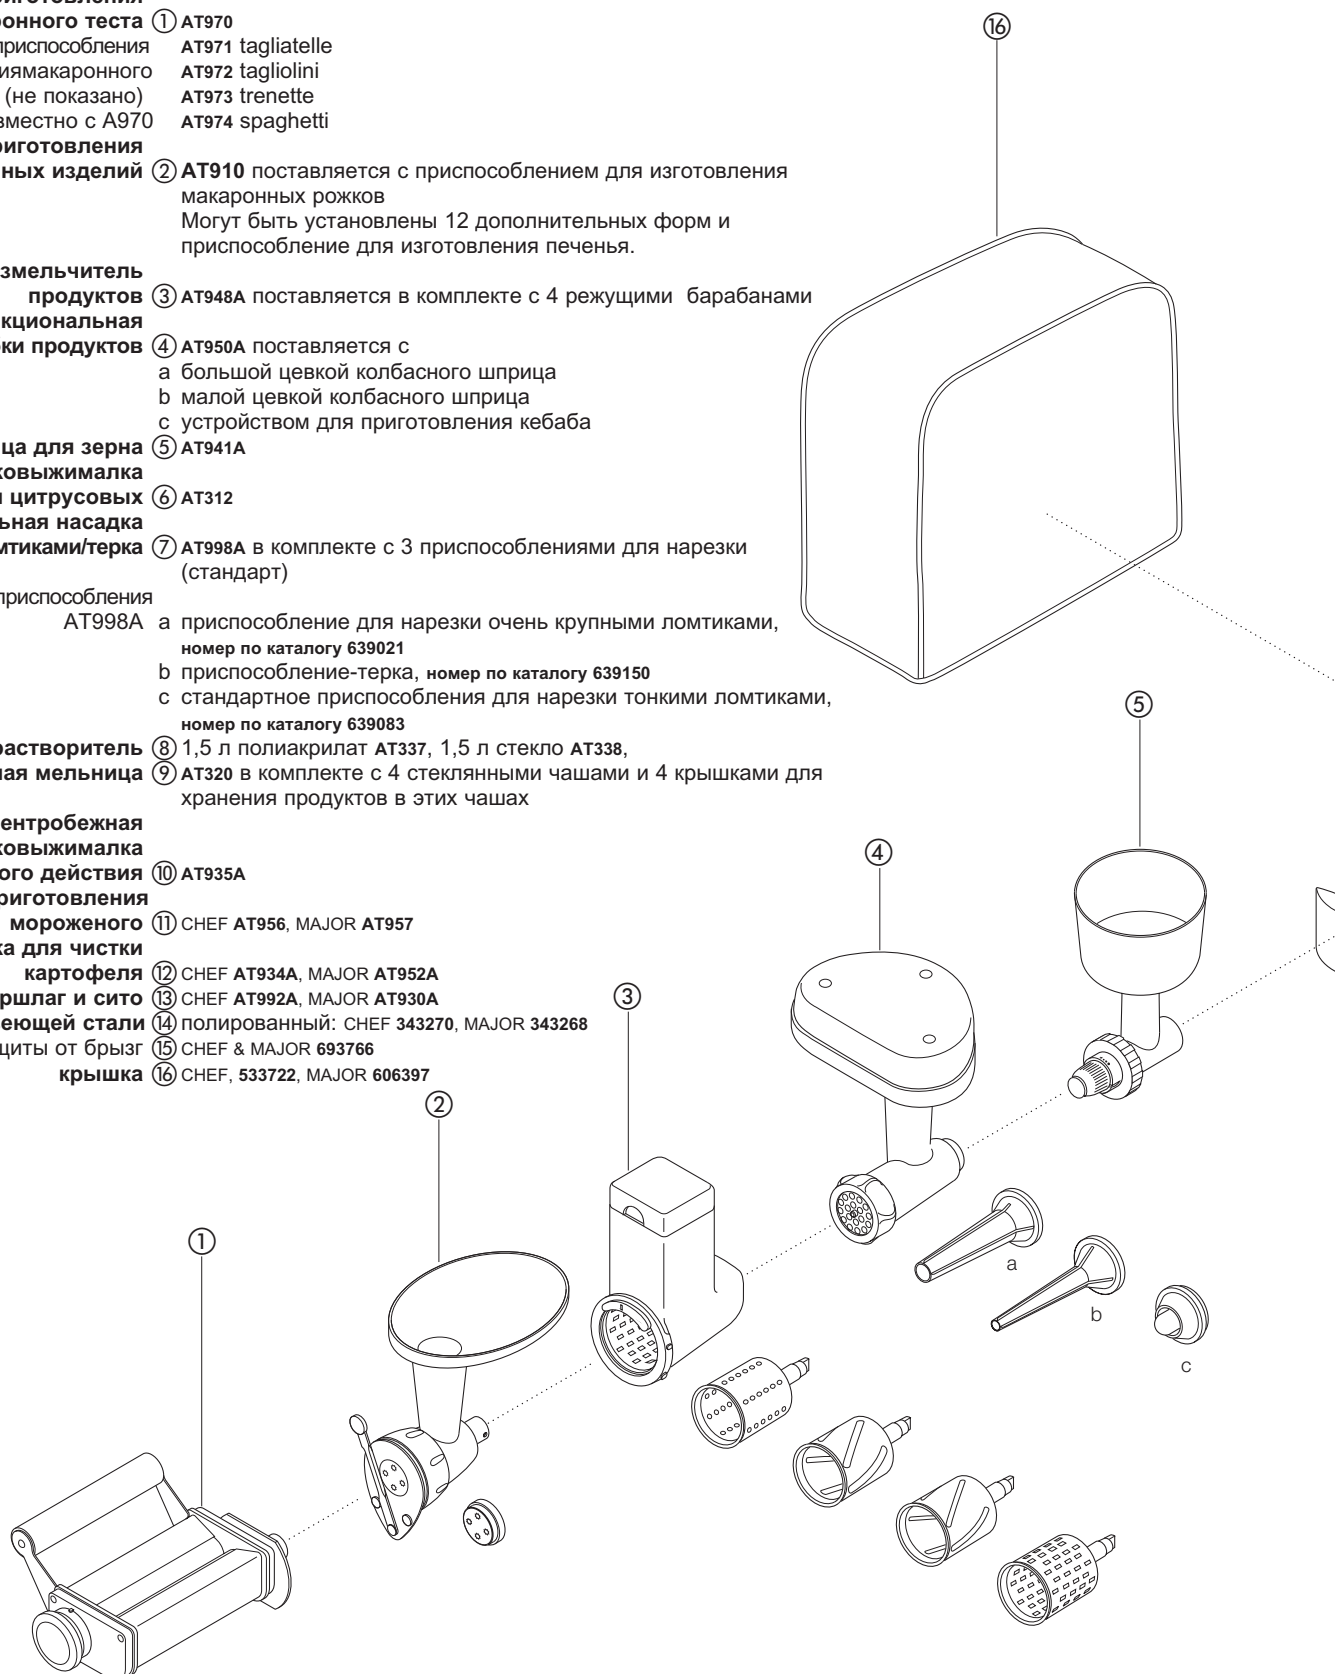 ронного теста ① AT970
приспособления AT971 tagliatelle
иямакаронного AT972 tagliolini
(не показано) AT973 trenette
вместно с A970 AT974 spaghetti
риготовления
ных изделий ② AT910 поставляется с приспособлением для изготовления
макаронных рожков
Могут быть установлены 12 дополнительных форм и
приспособление для изготовления печенья.
змельчитель
продуктов ③ AT948A поставляется в комплекте с 4 режущими барабанами
кциональная
ки продуктов ④ AT950A поставляется с
a большой цевкой колбасного шприца
b малой цевкой колбасного шприца
c устройством для приготовления кебаба
ца для зерна ⑤ AT941A
ковыжималка
цитрусовых ⑥ AT312
ьная насадка
мтиками/терка ⑦ AT998A в комплекте с 3 приспособлениями для нарезки
(стандарт)
приспособления
AT998A a приспособление для нарезки очень крупными ломтиками,
номер по каталогу 639021
b приспособление-терка, номер по каталогу 639150
c стандартное приспособления для нарезки тонкими ломтиками,
номер по каталогу 639083
растворитель ⑧ 1,5 л полиакрилат AT337, 1,5 л стекло AT338,
ная мельница ⑨ AT320 в комплекте с 4 стеклянными чашами и 4 крышками для
хранения продуктов в этих чашах
ентробежная
ковыжималка
ого действия ⑩ AT935A
риготовления
мороженого ⑪ CHEF AT956, MAJOR AT957
ка для чистки
картофеля ⑫ CHEF AT934A, MAJOR AT952A
ршлаг и сито ⑬ CHEF AT992A, MAJOR AT930A
еющей стали ⑭ полированный: CHEF 343270, MAJOR 343268
щиты от брызг ⑮ CHEF & MAJOR 693766
крышка ⑯ CHEF, 533722, MAJOR 606397
⑯
⑤
④
③
②
①
a
b
c